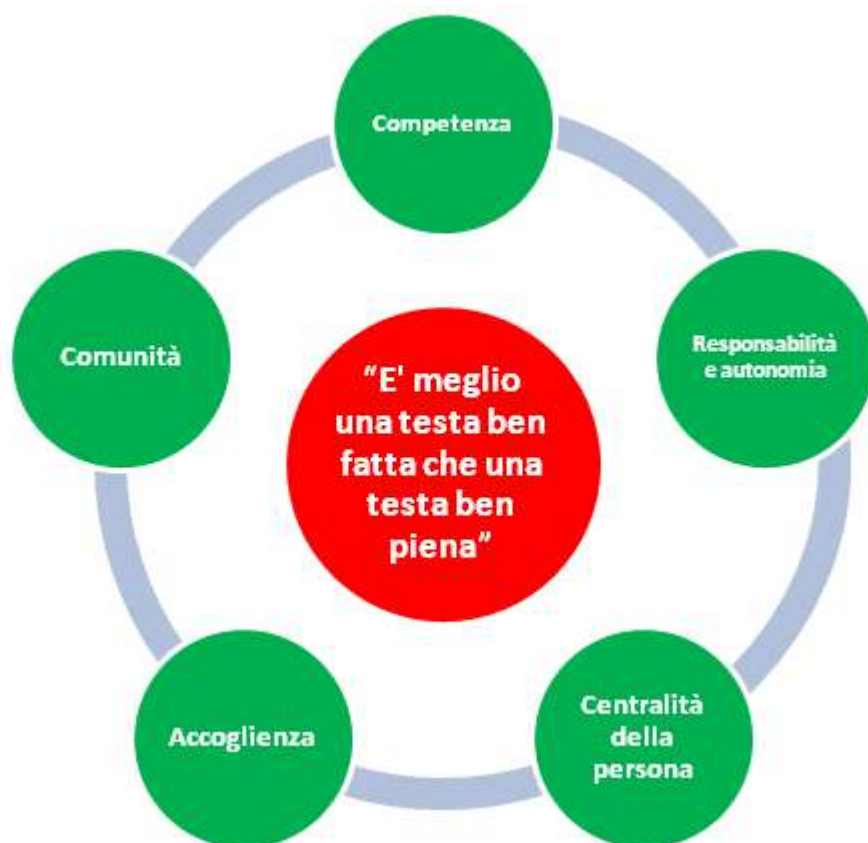 Competenza
Responsabilità
e autonomia
Comunità
"E' meglio
una testa ben
fatta che una
testa ben
piena"
Centralità
della
persona
Accoglienza